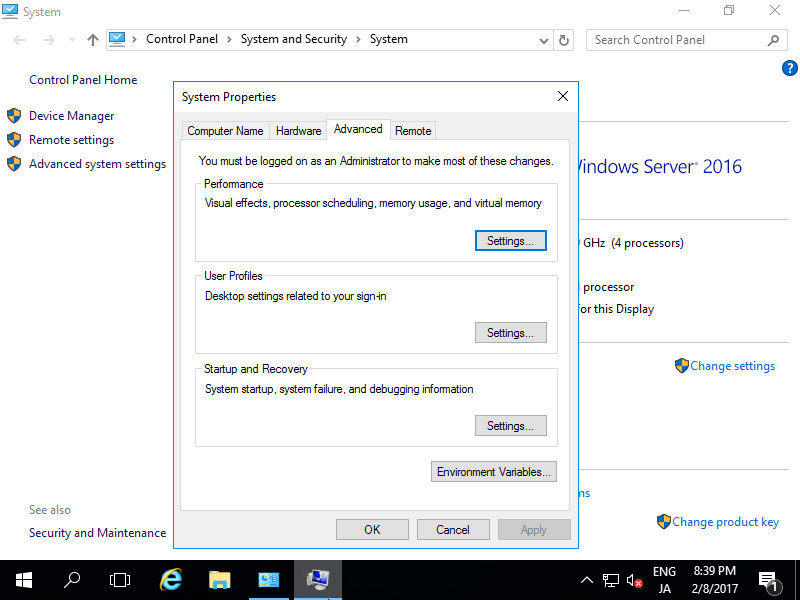 System
Control Panel
System and Security
System
Search Control Panel
?
Control Panel Home
Device Manager
Remote settings
Advanced system settings
System Properties
Computer Name
Hardware
Advanced
Remote
You must be logged on as an Administrator to make most of these changes.
Performance
Visual effects, processor scheduling, memory usage, and virtual memory
Settings...
User Profiles
Desktop settings related to your sign-in
Settings...
Startup and Recovery
System startup, system failure, and debugging information
Settings...
Environment Variables...
OK
Cancel
Apply
indows Server® 2016
GHz (4 processors)
processor
for this Display
Change settings
ms
Change product key
See also
Security and Maintenance
ENG
JA
8:39 PM
2/8/2017
1